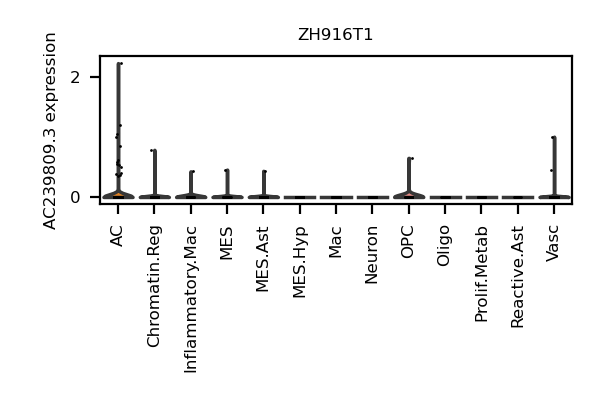 ZH916T1
AC239809.3 expression
2
0
AC
Chromatin.Reg
Inflammatory.Mac
MES
MES.Ast
MES.Hyp
Mac
Neuron
OPC
Oligo
Prolif.Metab
Reactive.Ast
Vasc